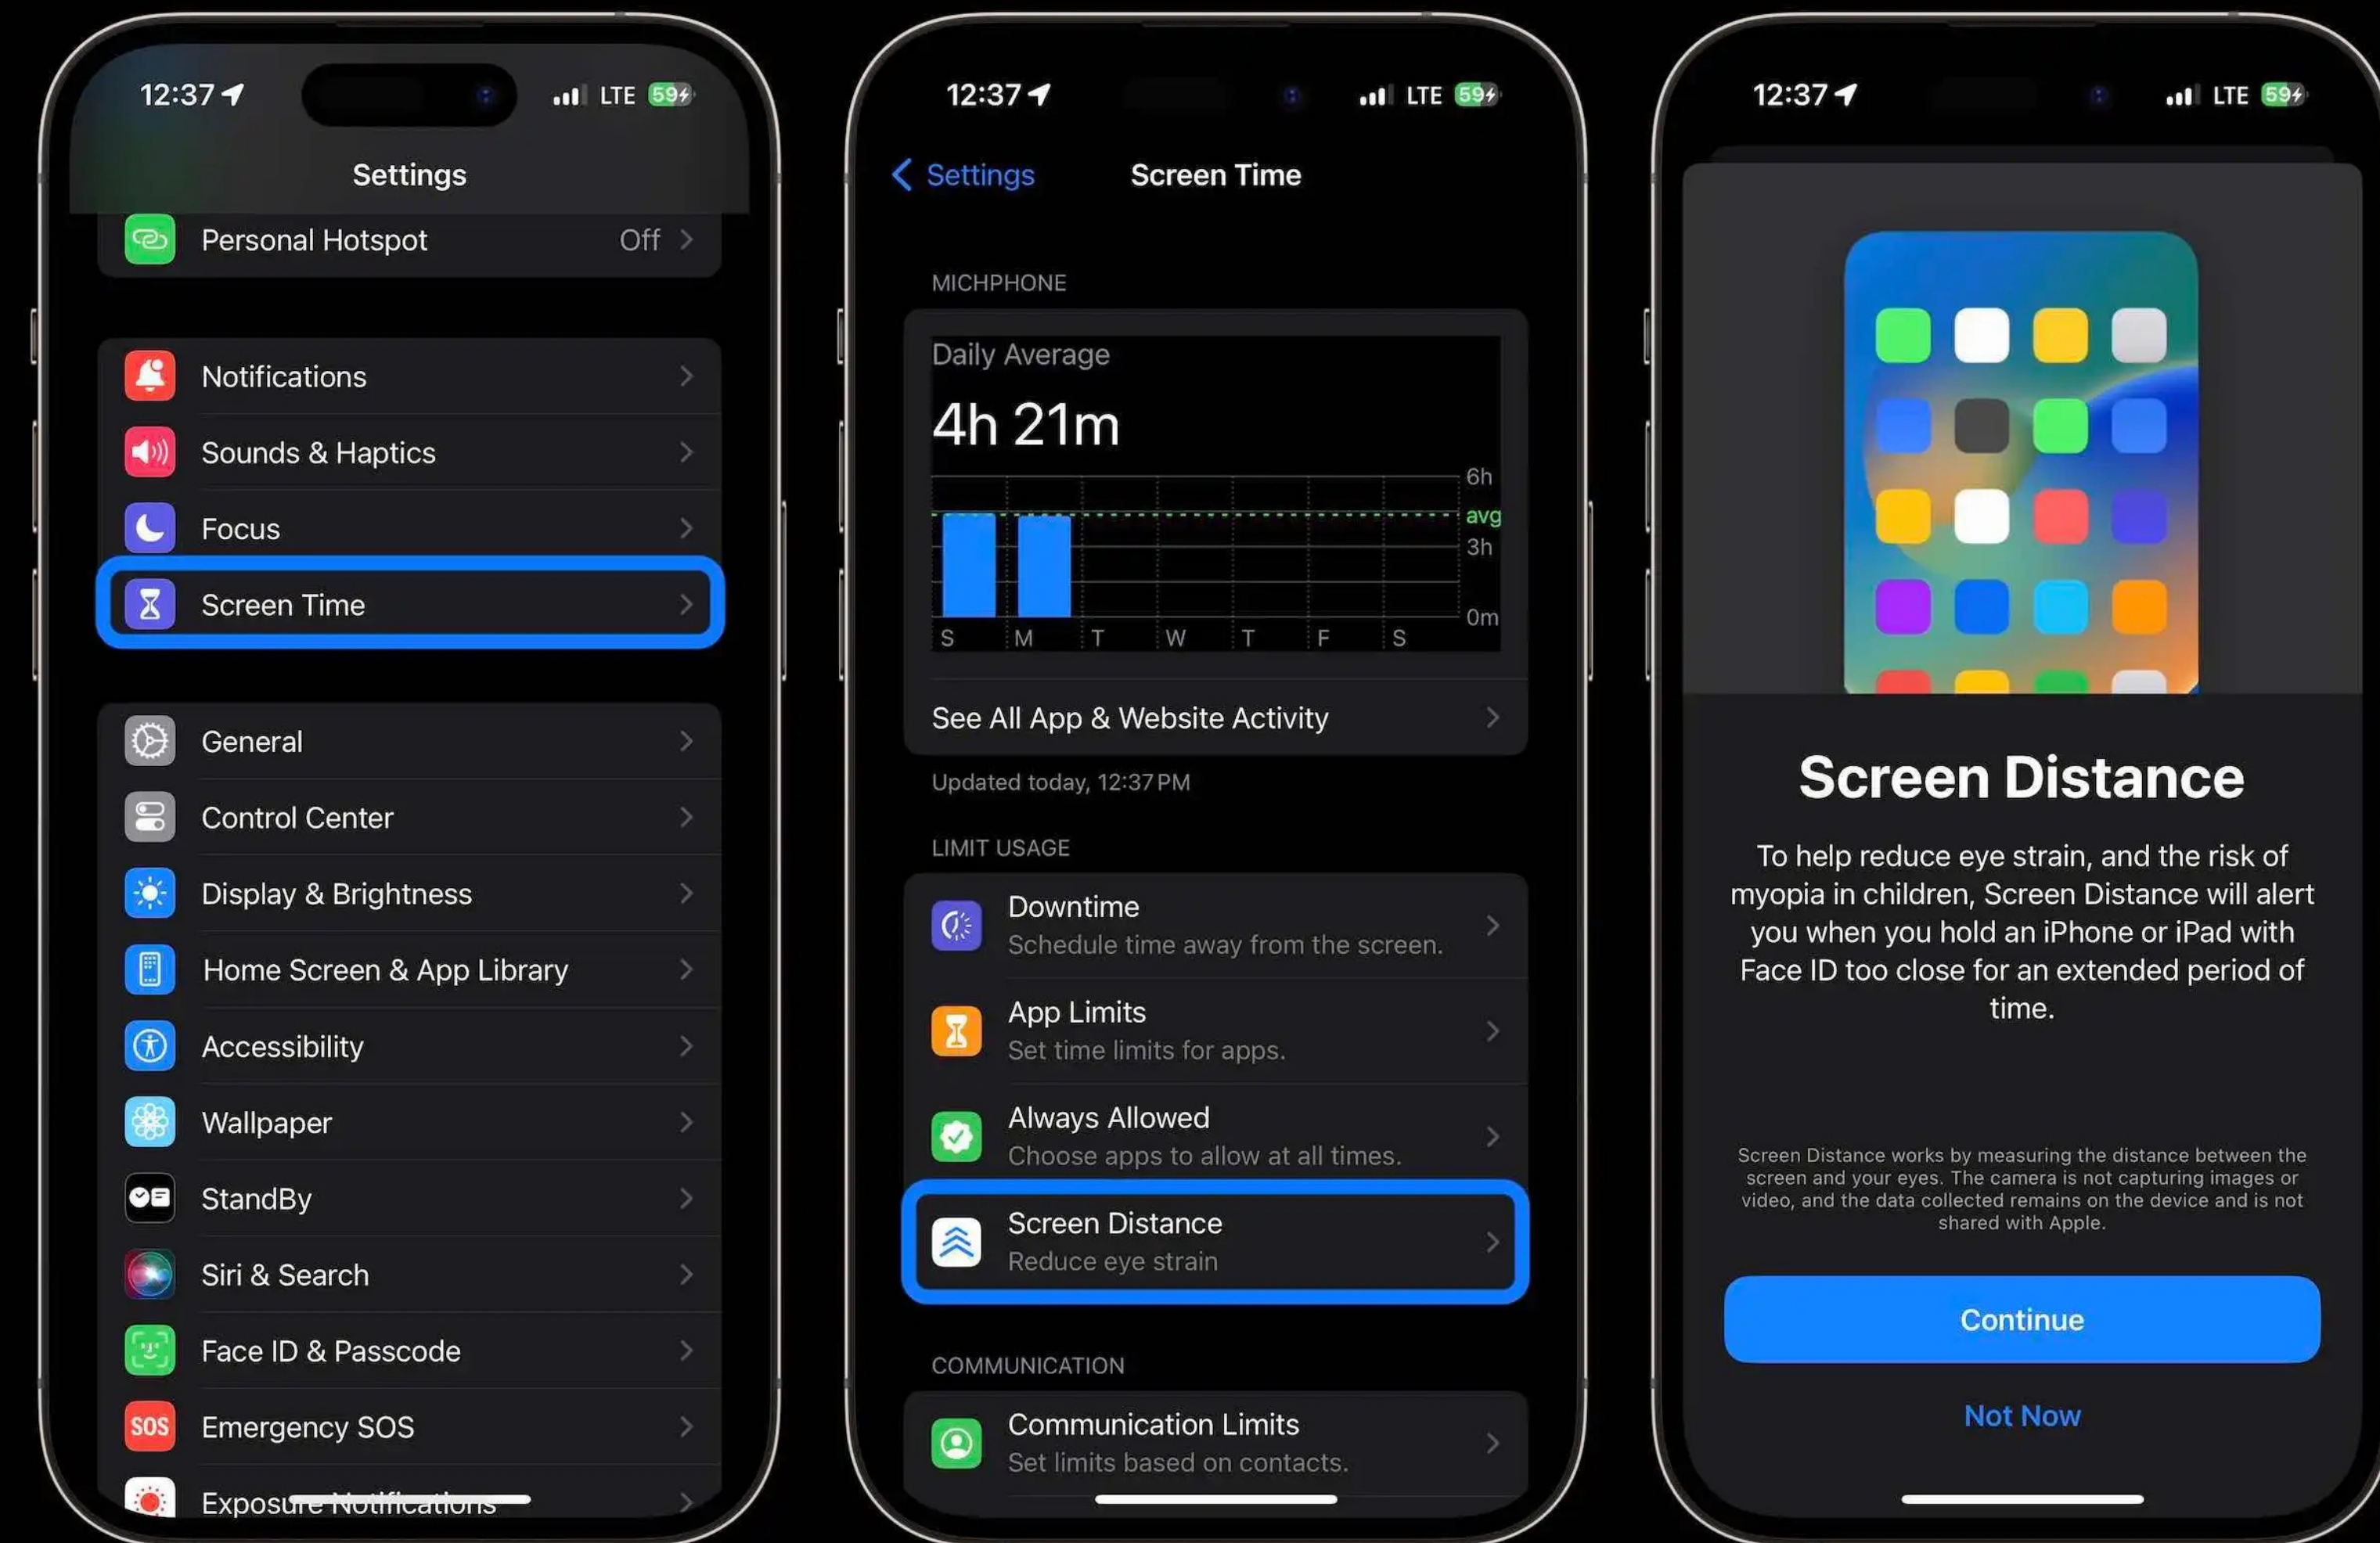 12:37
LTE
59
Settings
Personal Hotspot
Off
Notifications
Sounds & Haptics
Focus
Screen Time
General
Control Center
Display & Brightness
Home Screen & App Library
Accessibility
Wallpaper
StandBy
Siri & Search
Face ID & Passcode
SOS
Emergency SOS
Exposure Notifications
12:37
LTE
59
Settings
Screen Time
MICHPHONE
Daily Average
4h 21m
6h
avg
3h
0m
S M T W T F S
See All App & Website Activity
Updated today, 12:37 PM
LIMIT USAGE
Downtime
Schedule time away from the screen.
App Limits
Set time limits for apps.
Always Allowed
Choose apps to allow at all times.
Screen Distance
Reduce eye strain
COMMUNICATION
Communication Limits
Set limits based on contacts.
12:37
LTE
59
Screen Distance
To help reduce eye strain, and the risk of
myopia in children, Screen Distance will alert
you when you hold an iPhone or iPad with
Face ID too close for an extended period of
time.
Screen Distance works by measuring the distance between the
screen and your eyes. The camera is not capturing images or
video, and the data collected remains on the device and is not
shared with Apple.
Continue
Not Now